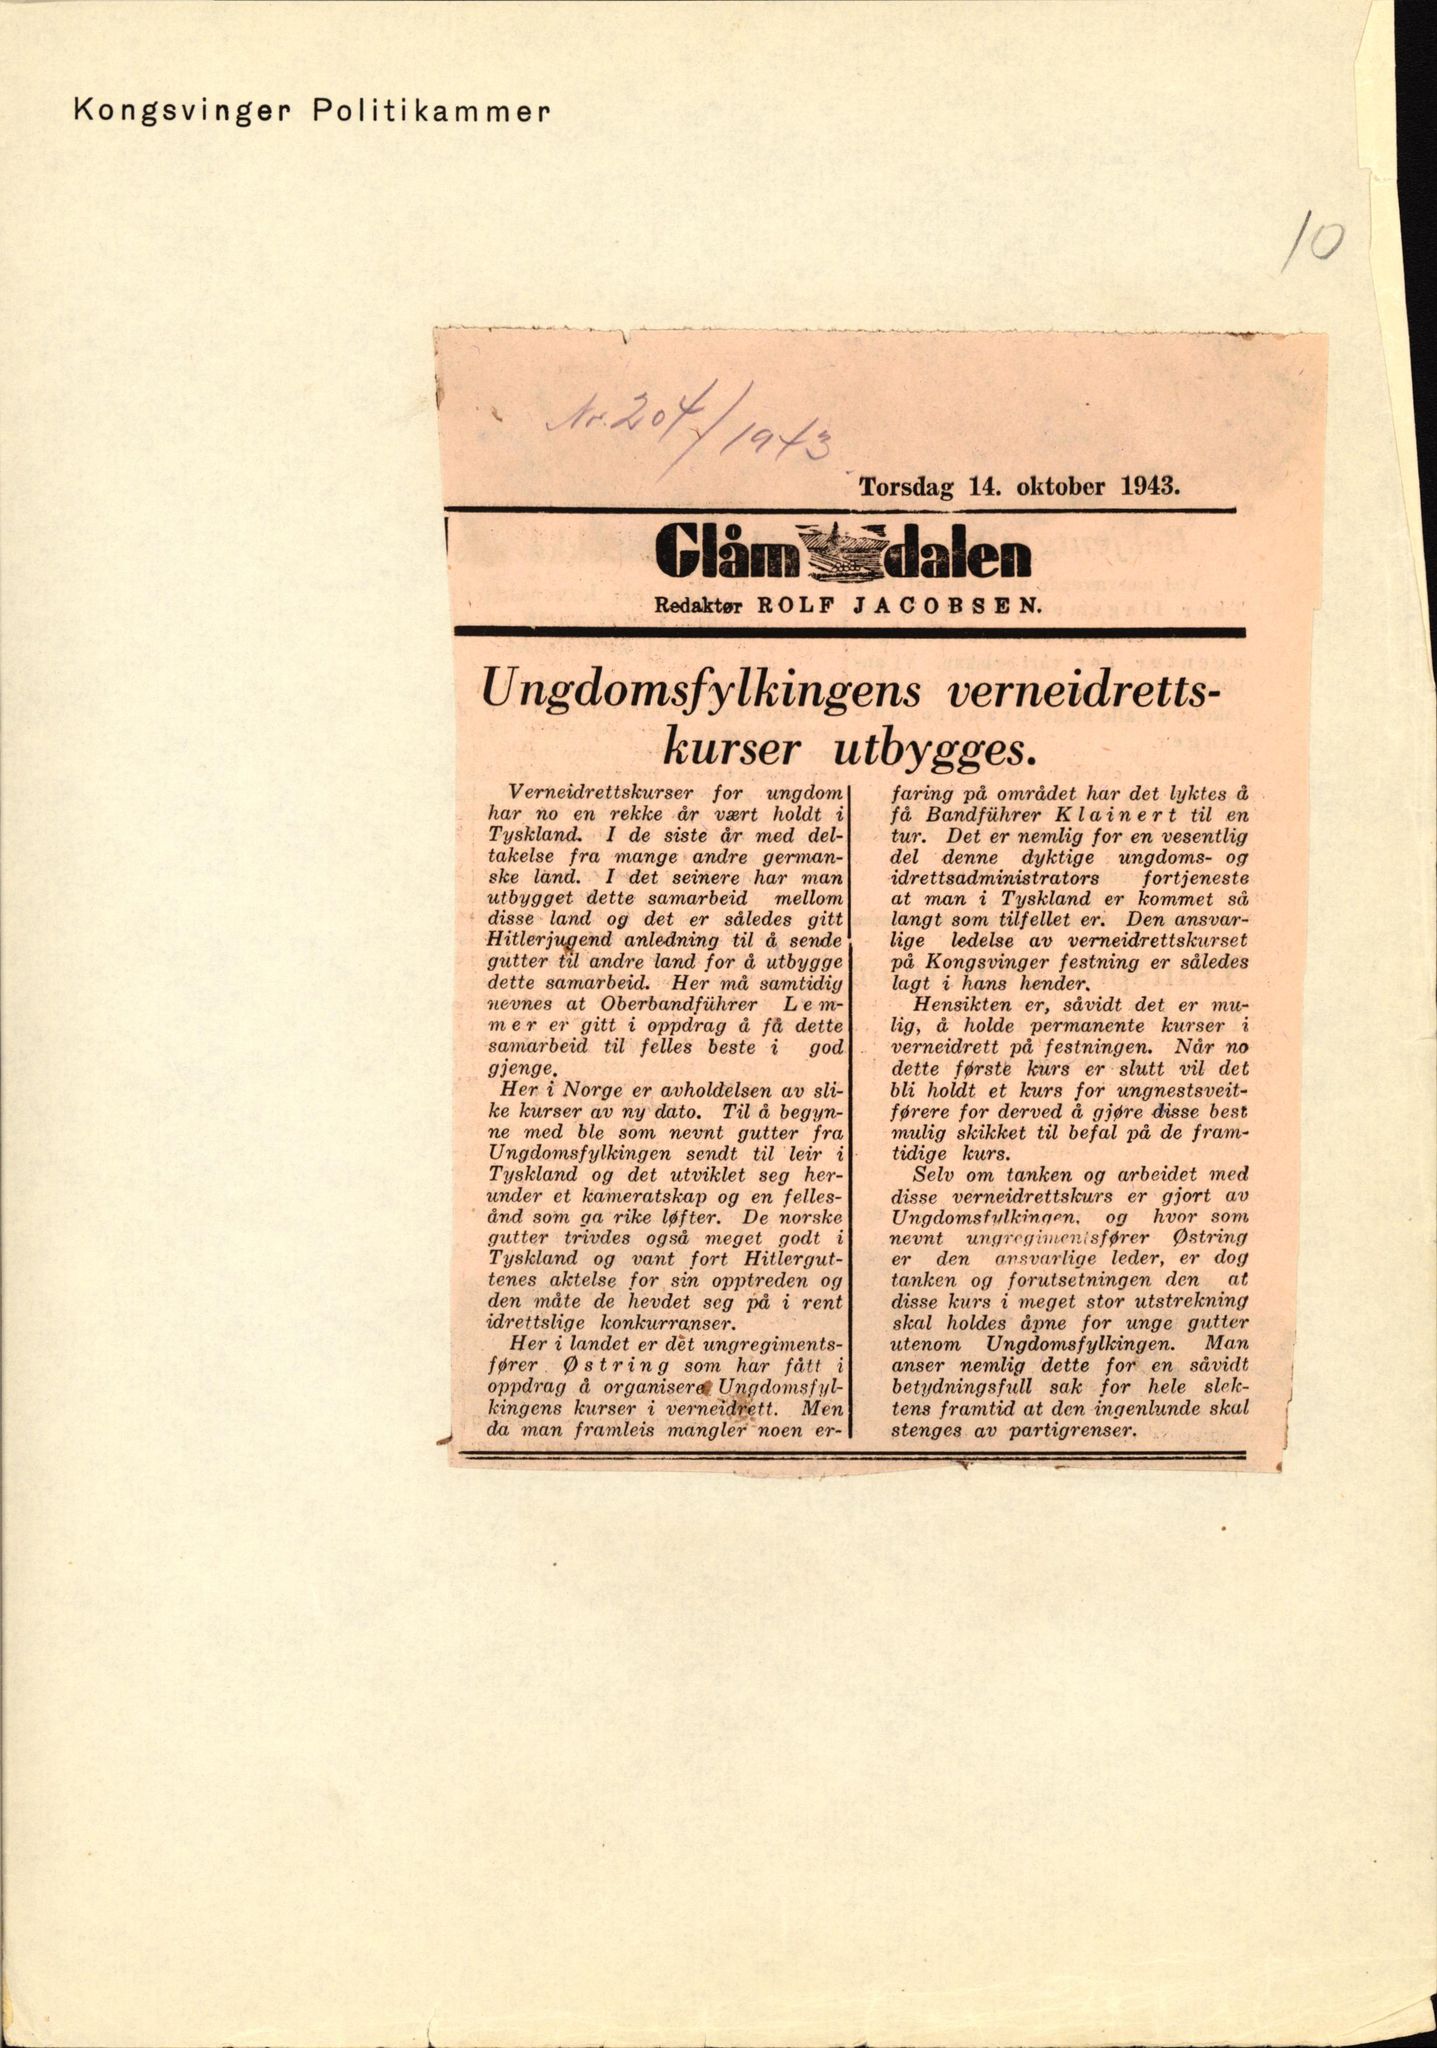 Kongsvinger Politikammer
10
Nr. 204/1943
Torsdag 14. oktober 1943.
Glåmdalen
Redaktør ROLF JACOBSEN.
Ungdomsfylkingens verneidretts-
kurser utbygges.
Verneidrettskurser for ungdom
har no en rekke år vært holdt i
Tyskland. I de siste år med del-
takelse fra mange andre german-
ske land. I det seinere har man
utbygget dette samarbeid mellom
disse land og det er således gitt
Hitlerjugend anledning til å sende
gutter til andre land for å utbygge
dette samarbeid. Her må samtidig
nevnes at Oberbandführer Lem-
mer er gitt i oppdrag å få dette
samarbeid til felles beste i god
gjenge.
Her i Norge er avholdelsen av sli-
ke kurser av ny dato. Til å begyn-
ne med ble som nevnt gutter fra
Ungdomsfylkingen sendt til leir i
Tyskland og det utviklet seg her-
under et kameratskap og en felles-
ånd som ga rike løfter. De norske
gutter trivdes også meget godt i
Tyskland og vant fort Hitlergut-
tenes aktelse for sin opptreden og
den måte de hevdet seg på i rent
idrettslige konkurranser.
Her i landet er det ungregiments-
fører Østring som har fått i
oppdrag å organisere Ungdomsfyl-
kingens kurser i verneidrett. Men
da man framleis mangler noen er-
faring på området har det lyktes å
få Bandführer Klainert til en
tur. Det er nemlig for en vesentlig
del denne dyktige ungdoms- og
idrettsadministrators fortjeneste
at man i Tyskland er kommet så
langt som tilfellet er. Den ansvar-
lige ledelse av verneidrettskurset
på Kongsvinger festning er således
lagt i hans hender.
Hensikten er, såvidt det er mu-
lig, å holde permanente kurser i
verneidrett på festningen. Når no
dette første kurs er slutt vil det
bli holdt et kurs for ungnestsveit-
førere for derved å gjøre disse best
mulig skikket til befal på de fram-
tidige kurs.
Selv om tanken og arbeidet med
disse verneidrettskurs er gjort av
Ungdomsfylkingen, og hvor som
nevnt ungregimentsfører Østring
er den ansvarlige leder, er dog
tanken og forutsetningen den at
disse kurs i meget stor utstrekning
skal holdes åpne for unge gutter
utenom Ungdomsfylkingen. Man
anser nemlig dette for en såvidt
betydningsfull sak for hele slek-
tens framtid at den ingenlunde skal
stenges av partigrenser.